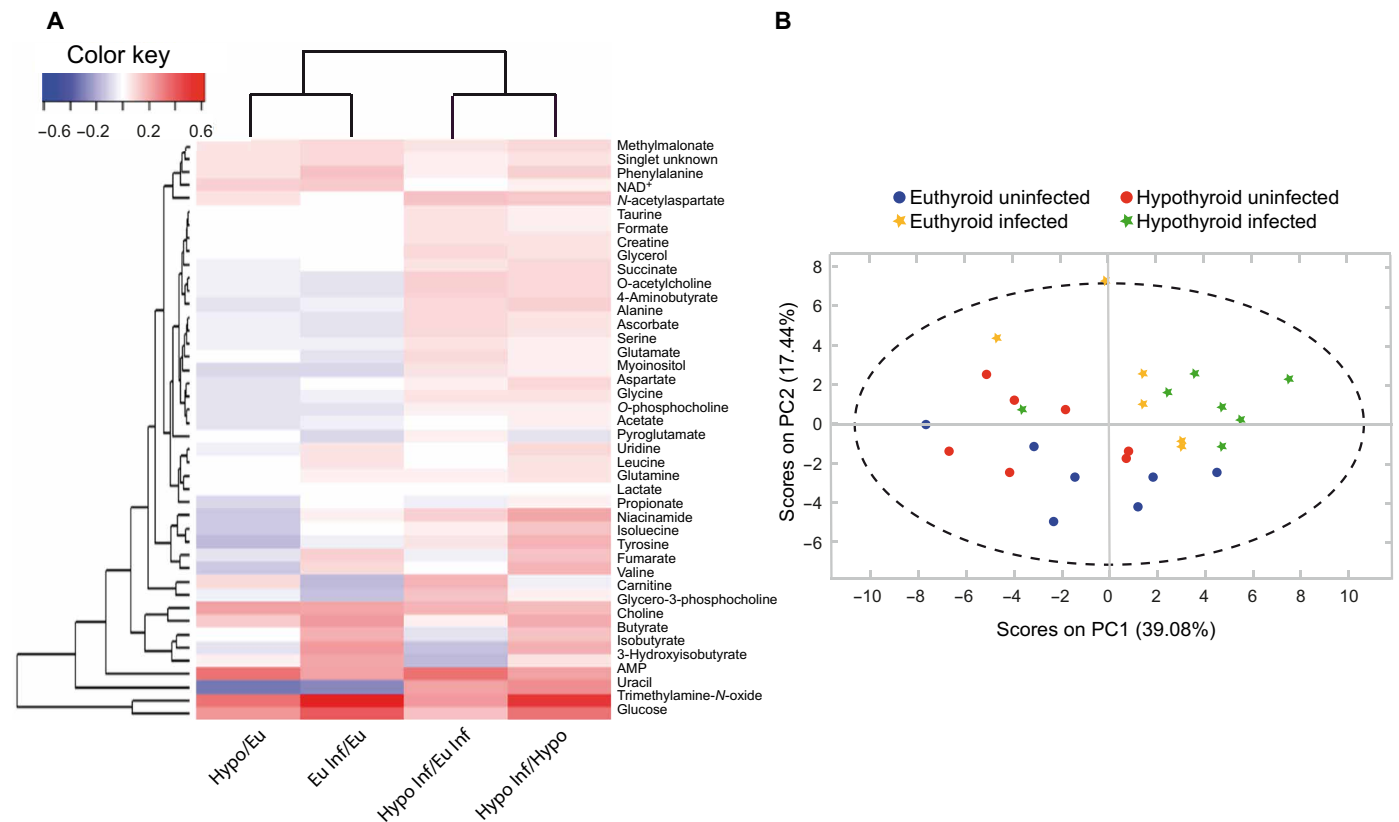 A
Color key
−0.6 −0.2 0.2 0.6
Methylmalonate
Singlet unknown
Phenylalanine
NAD+
N-acetylaspartate
Taurine
Formate
Creatine
Glycerol
Succinate
O-acetylcholine
4-Aminobutyrate
Alanine
Ascorbate
Serine
Glutamate
Myoinositol
Aspartate
Glycine
O-phosphocholine
Acetate
Pyroglutamate
Uridine
Leucine
Glutamine
Lactate
Propionate
Niacinamide
Isoluecine
Tyrosine
Fumarate
Valine
Carnitine
Glycero-3-phosphocholine
Choline
Butyrate
Isobutyrate
3-Hydroxyisobutyrate
AMP
Uracil
Trimethylamine-N-oxide
Glucose
Hypo/Eu
Eu Inf/Eu
Hypo Inf/Eu Inf
Hypo Inf/Hypo
B
Euthyroid uninfected
Hypothyroid uninfected
Euthyroid infected
Hypothyroid infected
Scores on PC2 (17.44%)
8
6
4
2
0
−2
−4
−6
−10 −8 −6 −4 −2 0 2 4 6 8 10
Scores on PC1 (39.08%)